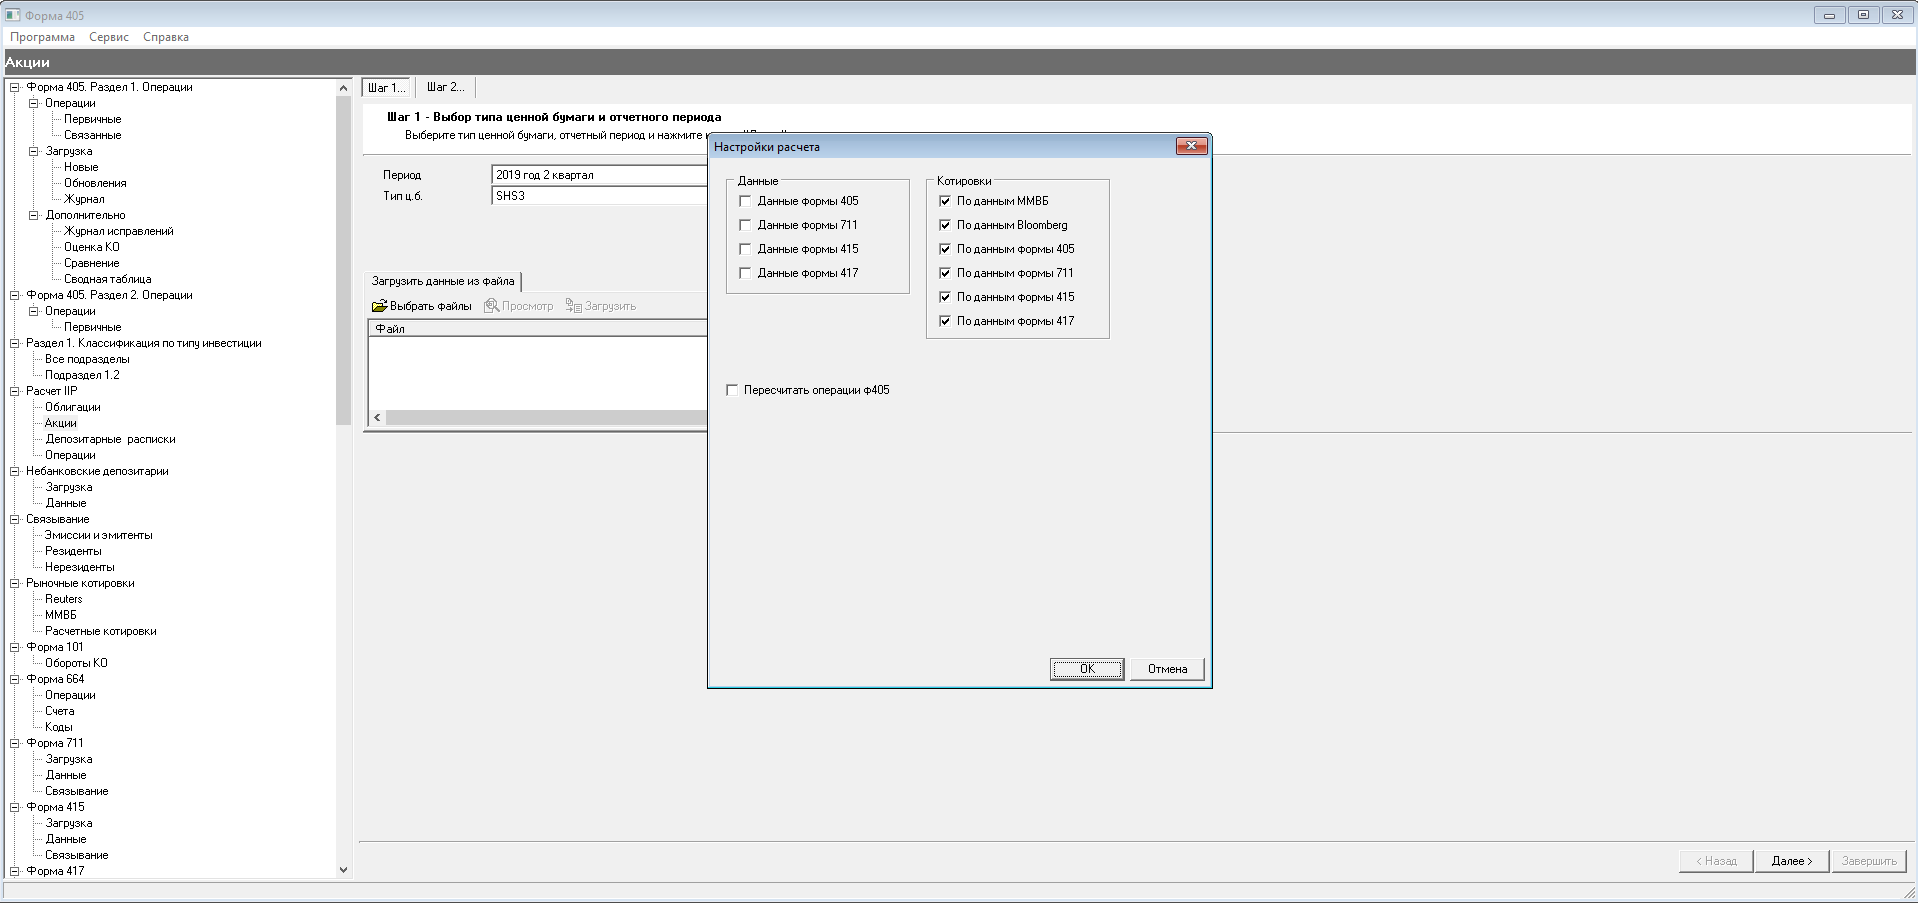 Форма 405
Программа Сервис Справка
Акции
Форма 405. Раздел 1. Операции
Операции
Первичные
Связанные
Загрузка
Новые
Обновления
Журнал
Дополнительно
Журнал исправлений
Оценка КО
Сравнение
Сводная таблица
Форма 405. Раздел 2. Операции
Операции
Первичные
Раздел 1. Классификация по типу инвестиции
Все подразделы
Подраздел 1.2
Расчет IIP
Облигации
Акции
Депозитарные расписки
Операции
Небанковские депозитарии
Загрузка
Данные
Связывание
Эмиссии и эмитенты
Резиденты
Нерезиденты
Рыночные котировки
Reuters
ММВБ
Расчетные котировки
Форма 101
Обороты КО
Форма 664
Операции
Счета
Коды
Форма 711
Загрузка
Данные
Связывание
Форма 415
Загрузка
Данные
Связывание
Форма 417
Шаг 1... Шаг 2...
Шаг 1 - Выбор типа ценной бумаги и отчетного периода
Выберите тип ценной бумаги, отчетный период и нажмите
Период 2019 год 2 квартал
Тип ц.б. SHS3
Загрузить данные из файла
Выбрать файлы Просмотр Загрузить
Файл
Настройки расчета
Данные
Данные формы 405
Данные формы 711
Данные формы 415
Данные формы 417
Котировки
По данным ММВБ
По данным Bloomberg
По данным формы 405
По данным формы 711
По данным формы 415
По данным формы 417
Пересчитать операции ф405
OK Отмена
< Назад Далее > Завершить